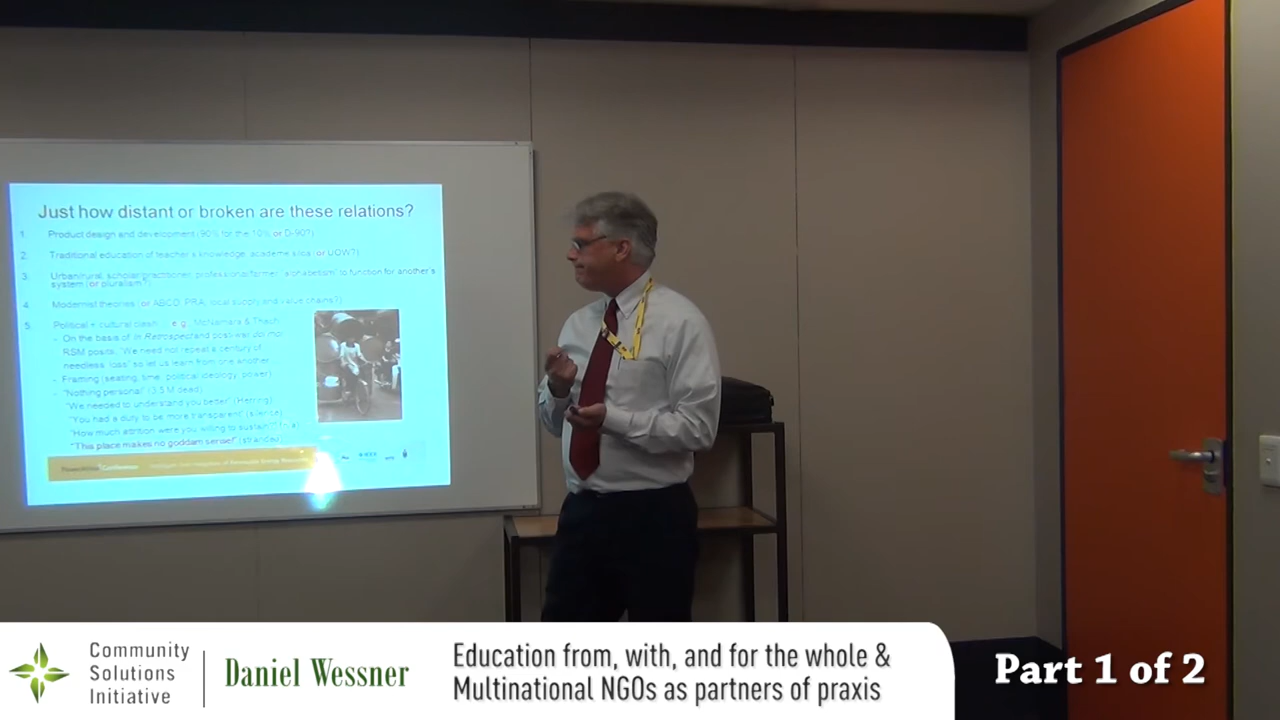 Just how distant or broken are these relations?
1. Product design and development (90% for the 10% or D-90?)
2. Traditional education of teacher's knowledge, academe's logi (or UOW?)
3. Urban/rural, scholar/practitioner, professional/farmer, 'alphabetism' to function for another's
system (or pluralism?)
4. Modernist theories (or ABCD, PRA, local supply and value chains?)
5. Political + cultural clash e.g., McNamara & Thach
- On the basis of In Retrospect and post-war doi moi
RSM posits, "We need not repeat a century of
needless loss" so let us learn from one another
- Framing (seating, time, political ideology, power)
- "Nothing personal" (3.5 M dead)
"We needed to understand you better" (Herring)
"You had a duty to be more transparent" (silence)
"How much attrition were you willing to sustain?"
"This place makes no goddam sense!"
Conference
Community
Solutions
Initiative
Daniel Wessner
Education from, with, and for the whole &
Multinational NGOs as partners of praxis
Part 1 of 2